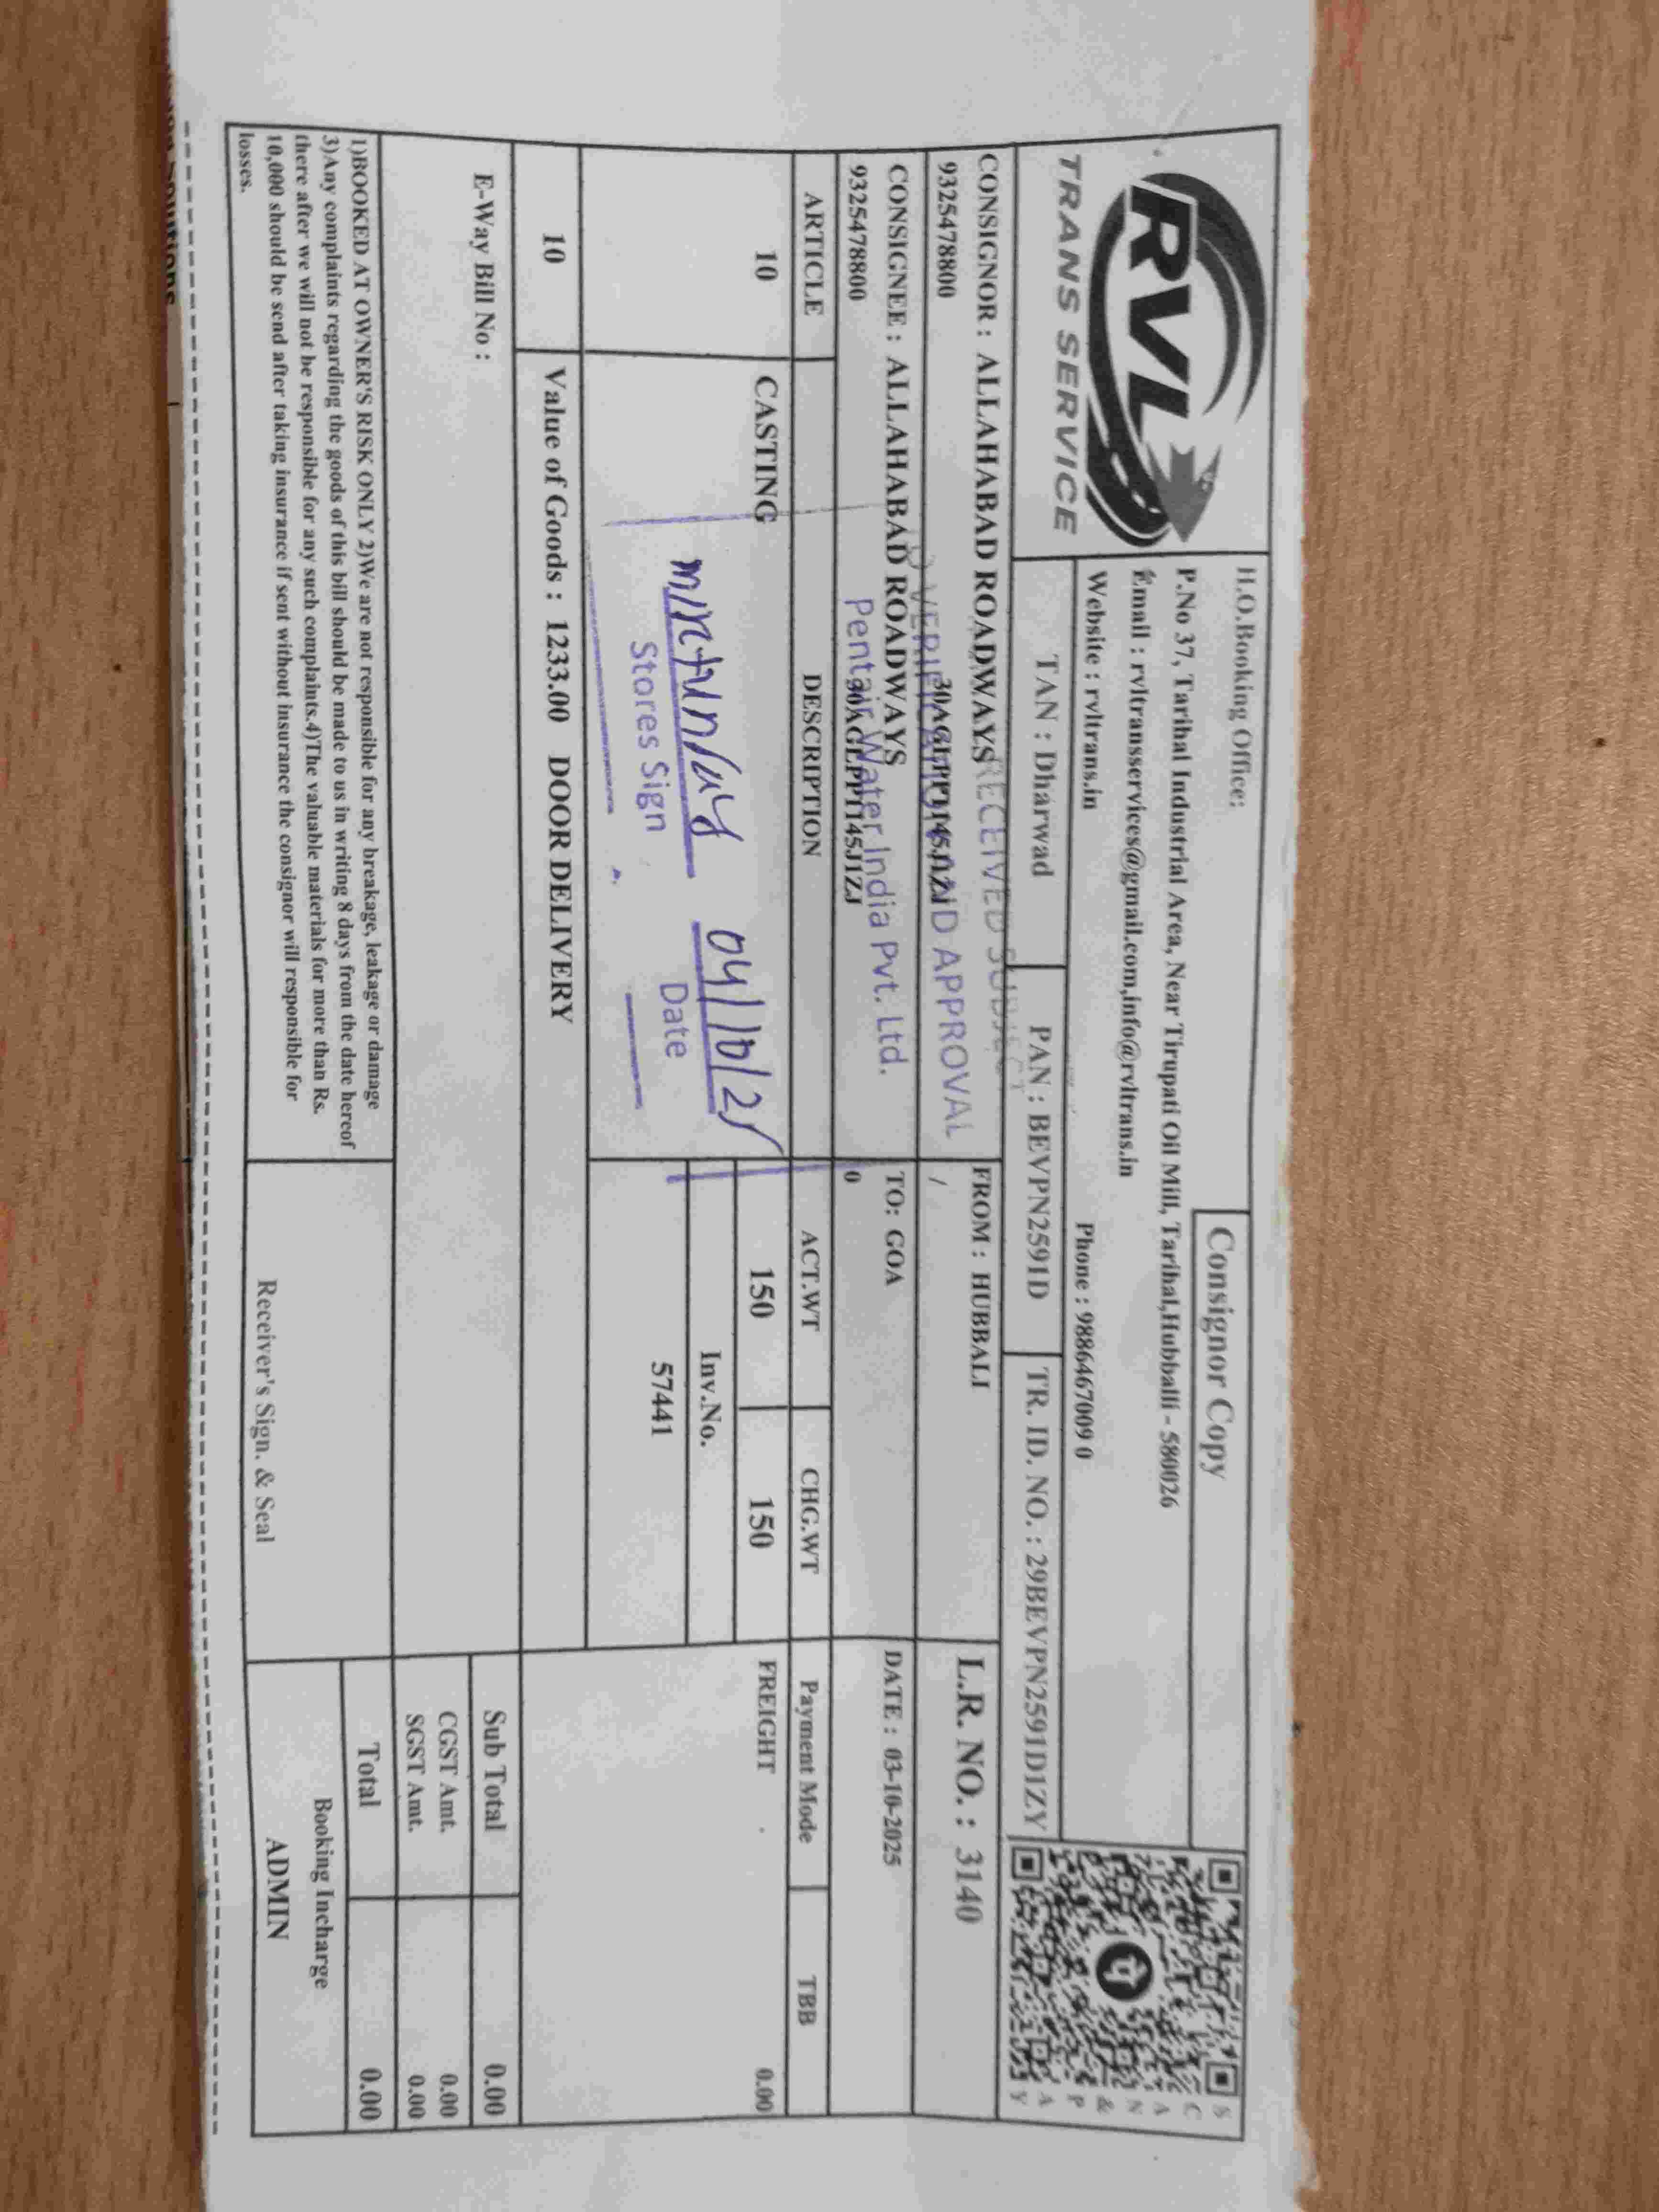 RVL
TRANS SERVICE
H.O.Booking Office:
Consignor Copy
P.No 37, Tarihal Industrial Area, Near Tirupati Oil Mill, Tarihal,Hubballi - 580026
Email : rvltransservices@gmail.com,info@rvltrans.in
Website : rvltrans.in
Phone : 9886467009 0
SCAN & PAY
TAN : Dharwad
PAN : BEVPN2591D
TR. ID. NO. : 29BEVPN2591D1ZY
CONSIGNOR : ALLAHABAD ROADWAYS
9325478800
FROM : HUBBALI
/
L.R. NO. : 3140
RECEIVED SUBJECT
VERIFICATION AND APPROVAL
CONSIGNEE : ALLAHABAD ROADWAYS
9325478800
30AGEPP1145J1ZJ
TO: GOA
0
DATE : 03-10-2025
Pentair Water India Pvt. Ltd.
ARTICLE
DESCRIPTION
ACT.WT
CHG.WT
Payment Mode
TBB
10
CASTING
150
150
FREIGHT
0.00
04/10/25
Stores Sign
Date
Inv.No.
57441
10
Value of Goods : 1233.00 DOOR DELIVERY
E-Way Bill No :
Sub Total
0.00
CGST Amt.
0.00
SGST Amt.
0.00
Total
0.00
1)BOOKED AT OWNER'S RISK ONLY 2)We are not responsible for any breakage, leakage or damage
3)Any complaints regarding the goods of this bill should be made to us in writing 8 days from the date hereof
there after we will not be responsible for any such complaints.4)The valuable materials for more than Rs.
10,000 should be send after taking insurance if sent without insurance the consignor will responsible for
losses.
Receiver's Sign. & Seal
Booking Incharge
ADMIN